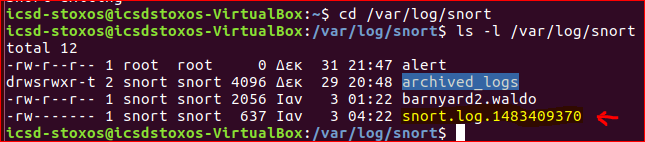 icsd-stoxos@icsdstoxos-VirtualBox:~$ cd /var/log/snort
icsd-stoxos@icsdstoxos-VirtualBox:/var/log/snort$ ls -l /var/log/snort
total 12
-rw-r--r-- 1 root  root     0 Δεκ  31 21:47 alert
drwsrwxr-t 2 snort snort 4096 Δεκ  29 20:48 archived_logs
-rw-r--r-- 1 snort snort 2056 Ιαν   3 01:22 barnyard2.waldo
-rw------- 1 snort snort  637 Ιαν   3 04:22 snort.log.1483409370
icsd-stoxos@icsdstoxos-VirtualBox:/var/log/snort$